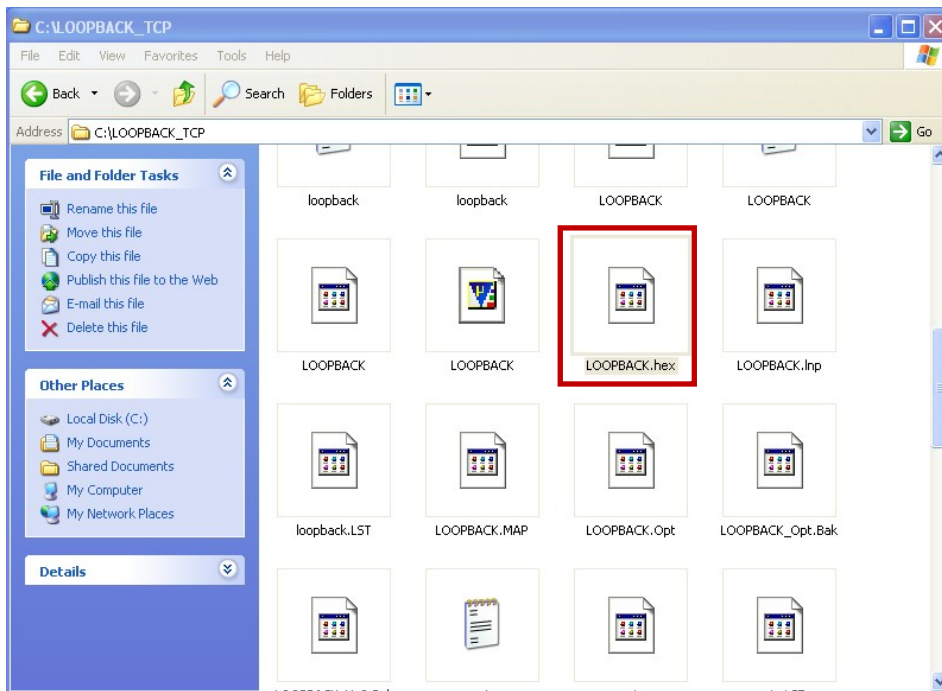 C:\LOOPBACK_TCP
File Edit View Favorites Tools Help
Back Search Folders
Address C:\LOOPBACK_TCP Go
File and Folder Tasks
Rename this file
Move this file
Copy this file
Publish this file to the Web
E-mail this file
Delete this file
Other Places
Local Disk (C:)
My Documents
Shared Documents
My Computer
My Network Places
Details
loopback loopback LOOPBACK LOOPBACK
LOOPBACK LOOPBACK LOOPBACK.hex LOOPBACK.lnp
loopback.LST LOOPBACK.MAP LOOPBACK.Opt LOOPBACK_Opt.Bak